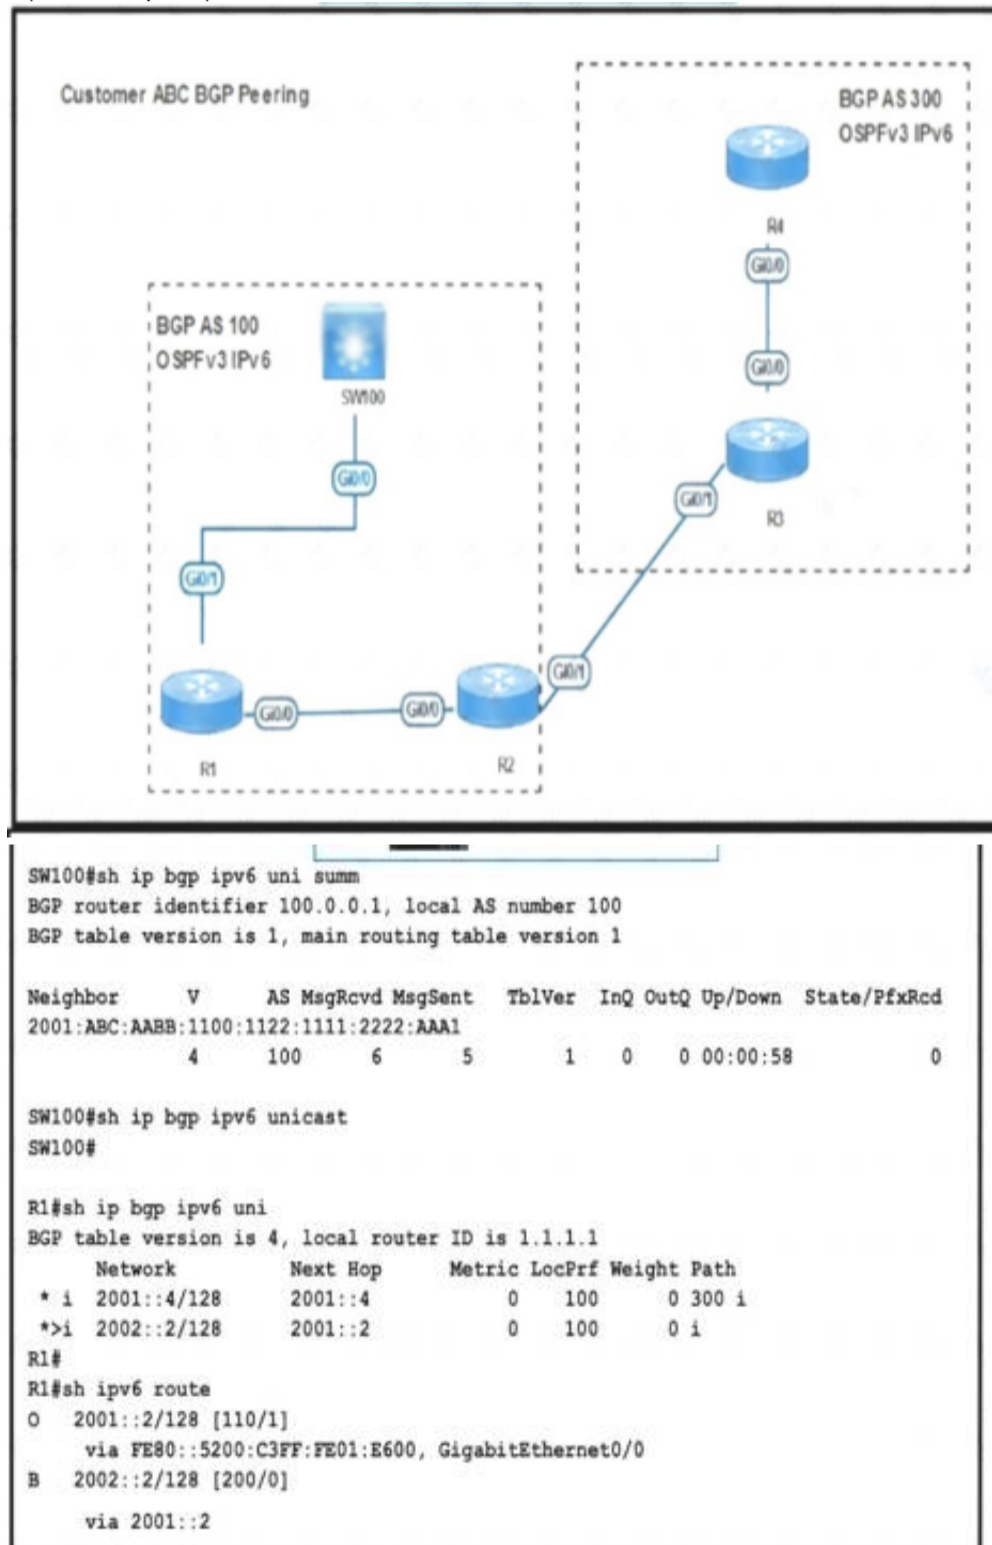 Customer ABC BGP Peering
BGP AS 300
OSPFv3 IPv6
R4
Gi0/0
Gi0/0
BGP AS 100
OSPFv3 IPv6
SW100
Gi0/0
Gi0/1
R3
Gi0/1
Gi0/1
Gi0/0
Gi0/0
R1
R2
SW100#sh ip bgp ipv6 uni summ
BGP router identifier 100.0.0.1, local AS number 100
BGP table version is 1, main routing table version 1
Neighbor V AS MsgRcvd MsgSent TblVer InQ OutQ Up/Down State/PfxRcd
2001:ABC:AABB:1100:1122:1111:2222:AAA1
4 100 6 5 1 0 0 00:00:58 0
SW100#sh ip bgp ipv6 unicast
SW100#
R1#sh ip bgp ipv6 uni
BGP table version is 4, local router ID is 1.1.1.1
Network Next Hop Metric LocPrf Weight Path
* i 2001::4/128 2001::4 0 100 0 300 i
*>i 2002::2/128 2001::2 0 100 0 i
R1#
R1#sh ipv6 route
O 2001::2/128 [110/1]
via FE80::5200:C3FF:FE01:E600, GigabitEthernet0/0
B 2002::2/128 [200/0]
via 2001::2